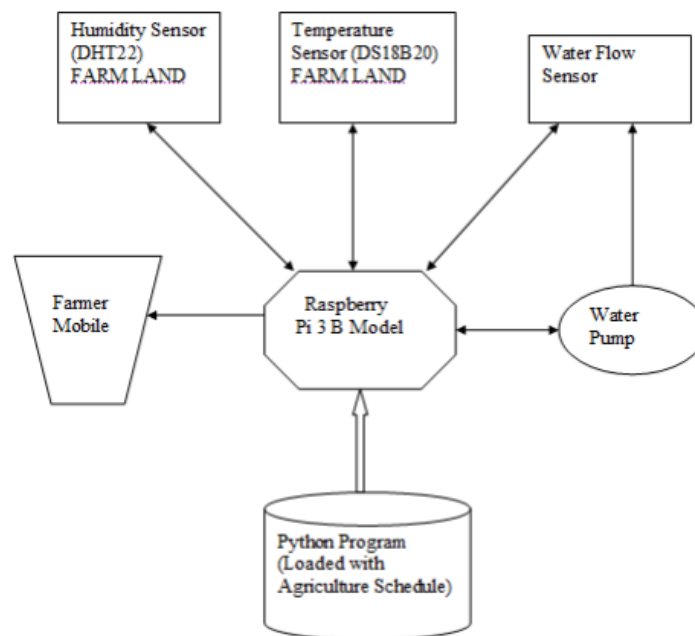 Humidity Sensor
(DHT22)
FARM LAND
Temperature
Sensor (DS18B20)
FARM LAND
Water Flow
Sensor
Farmer
Mobile
Raspberry
Pi 3 B Model
Water
Pump
Python Program
(Loaded with
Agriculture Schedule)